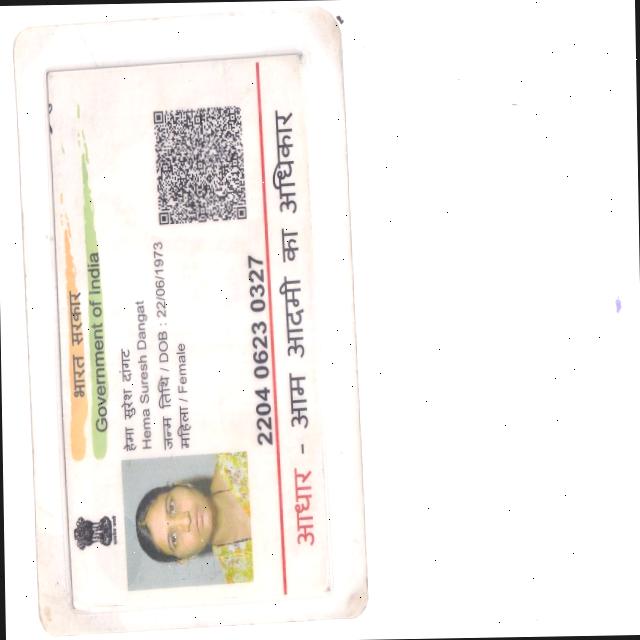 भारत सरकार
Government of India
हेमा सुरेश दांगट
Hema Suresh Dangat
जन्म तिथि / DOB : 22/06/1973
महिला / Female
2204 0623 0327
आधार - आम आदमी का अधिकार